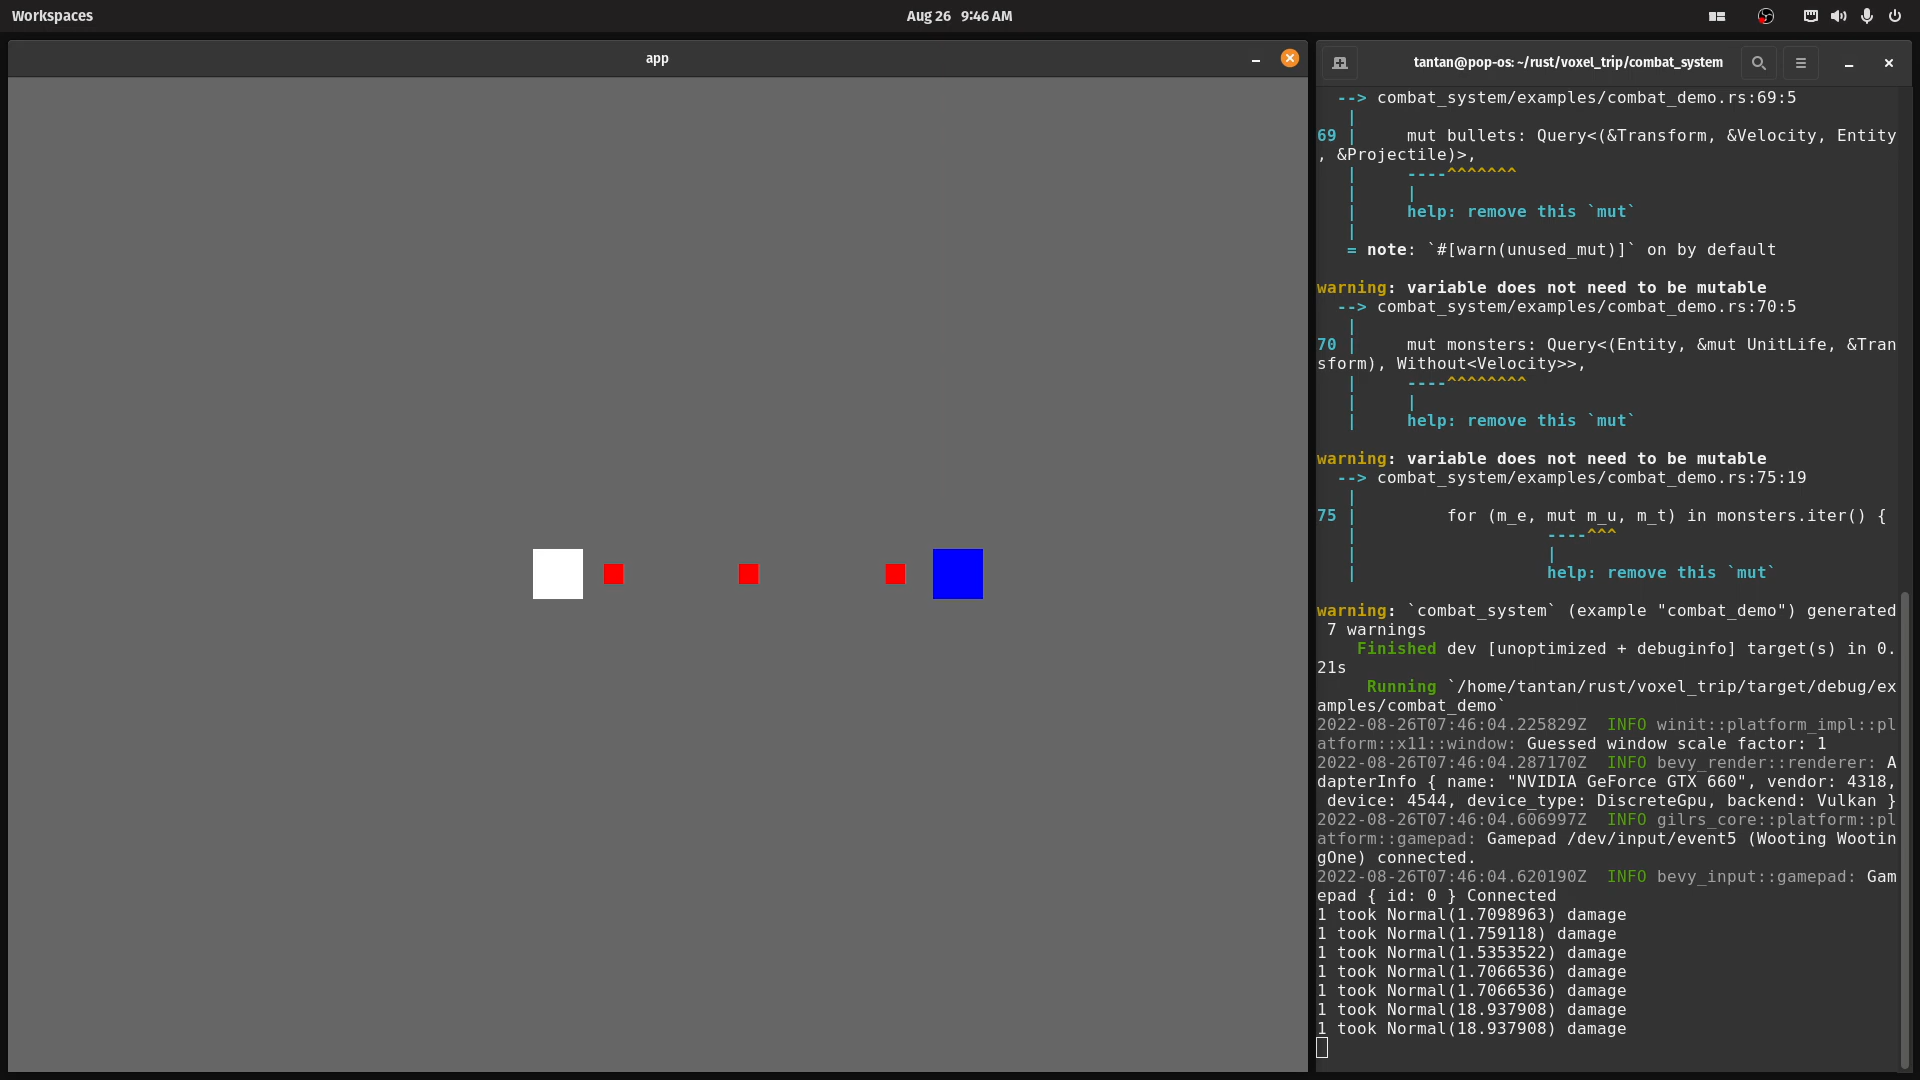 Workspaces
Aug 26 9:46 AM
app
tantan@pop-os: ~/rust/voxel_trip/combat_system
--> combat_system/examples/combat_demo.rs:69:5
|
69 |     mut bullets: Query<(&Transform, &Velocity, Entity
, &Projectile)>,
|     ----^^^^^^^
|     |
|     help: remove this `mut`
|
= note: `#[warn(unused_mut)]` on by default
warning: variable does not need to be mutable
--> combat_system/examples/combat_demo.rs:70:5
|
70 |     mut monsters: Query<(Entity, &mut UnitLife, &Tran
sform), Without<Velocity>>,
|     ----^^^^^^^^
|     |
|     help: remove this `mut`
warning: variable does not need to be mutable
--> combat_system/examples/combat_demo.rs:75:19
|
75 |         for (m_e, mut m_u, m_t) in monsters.iter() {
|                   ----^^^
|                   |
|                   help: remove this `mut`
warning: `combat_system` (example "combat_demo") generated
7 warnings
Finished dev [unoptimized + debuginfo] target(s) in 0.
21s
Running `/home/tantan/rust/voxel_trip/target/debug/ex
amples/combat_demo`
2022-08-26T07:46:04.225829Z  INFO winit::platform_impl::pl
atform::x11::window: Guessed window scale factor: 1
2022-08-26T07:46:04.287170Z  INFO bevy_render::renderer: A
dapterInfo { name: "NVIDIA GeForce GTX 660", vendor: 4318,
device: 4544, device_type: DiscreteGpu, backend: Vulkan }
2022-08-26T07:46:04.606997Z  INFO gilrs_core::platform::pl
atform::gamepad: Gamepad /dev/input/event5 (Wooting Wootin
gOne) connected.
2022-08-26T07:46:04.620190Z  INFO bevy_input::gamepad: Gam
epad { id: 0 } Connected
1 took Normal(1.7098963) damage
1 took Normal(1.759118) damage
1 took Normal(1.5353522) damage
1 took Normal(1.7066536) damage
1 took Normal(1.7066536) damage
1 took Normal(18.937908) damage
1 took Normal(18.937908) damage